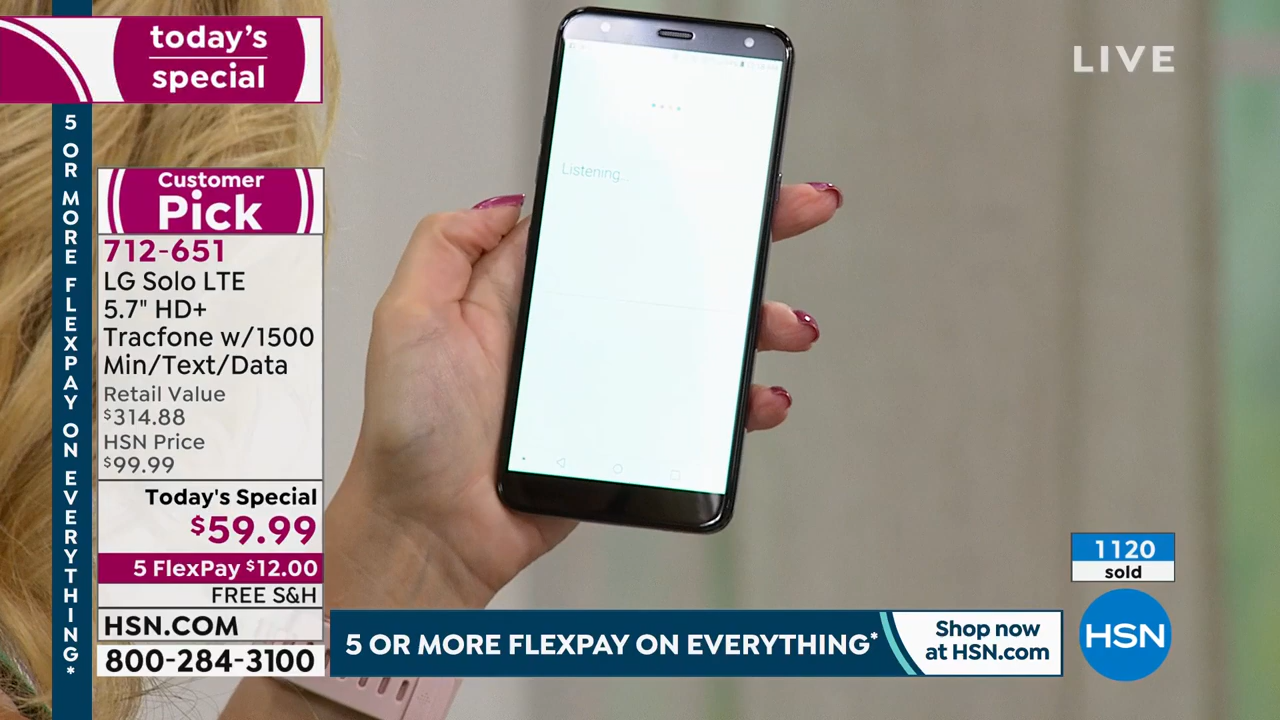 today's
special
LIVE
5 OR MORE FLEXPAY ON EVERYTHING*
Customer
Pick
712-651
LG Solo LTE
5.7" HD+
Tracfone w/1500
Min/Text/Data
Retail Value
$314.88
HSN Price
$99.99
Today's Special
$59.99
5 FlexPay $12.00
FREE S&H
HSN.COM
800-284-3100
Listening...
1120
sold
5 OR MORE FLEXPAY ON EVERYTHING*
Shop now
at HSN.com
HSN